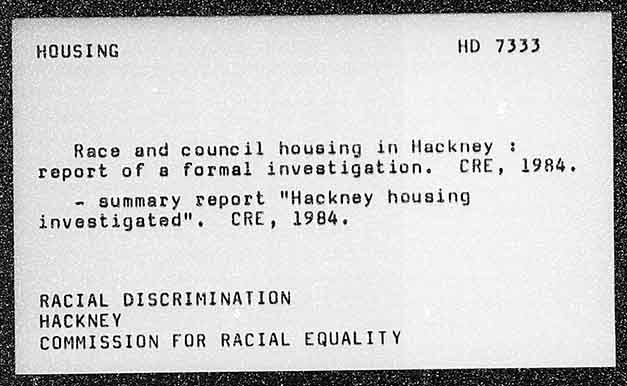 HOUSING HD 7333
Race and council housing in Hackney :
report of a formal investigation. CRE, 1984.
- summary report "Hackney housing
investigated". CRE, 1984.
RACIAL DISCRIMINATION
HACKNEY
COMMISSION FOR RACIAL EQUALITY